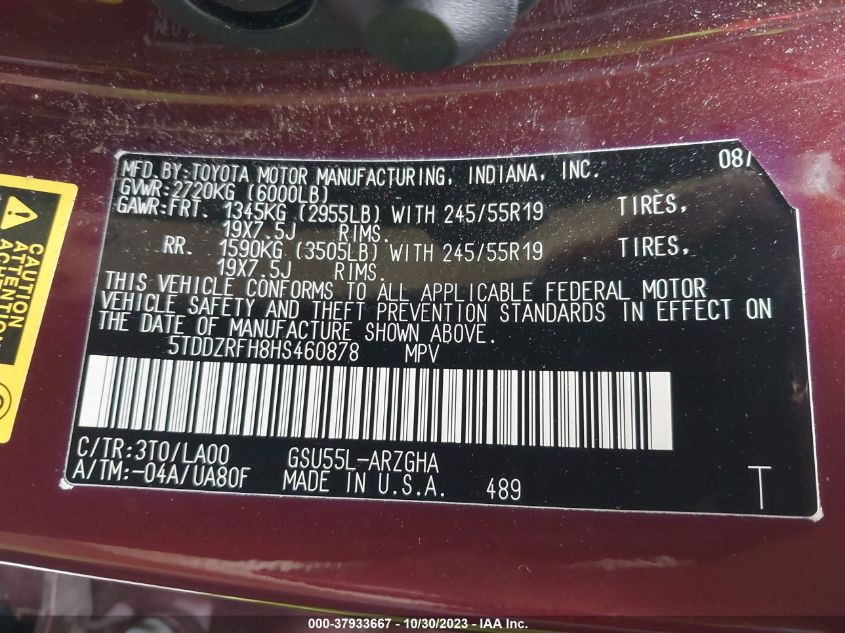 MFD.BY:TOYOTA MOTOR MANUFACTURING, INDIANA, INC. 08/
GVWR:2720KG (6000LB)
GAWR:FRT. 1345KG (2955LB) WITH 245/55R19 TIRES,
19X7.5J RIMS.
RR. 1590KG (3505LB) WITH 245/55R19 TIRES,
19X7.5J RIMS.
THIS VEHICLE CONFORMS TO ALL APPLICABLE FEDERAL MOTOR
VEHICLE SAFETY AND THEFT PREVENTION STANDARDS IN EFFECT ON
THE DATE OF MANUFACTURE SHOWN ABOVE.
5TDDZRFH8HS460878 MPV
C/TR:3T0/LA00 GSU55L-ARZGHA
A/TM:-04A/UA80F MADE IN U.S.A. 489 T
CAUTION
ATTENTION
000-37933667 - 10/30/2023 - IAA Inc.